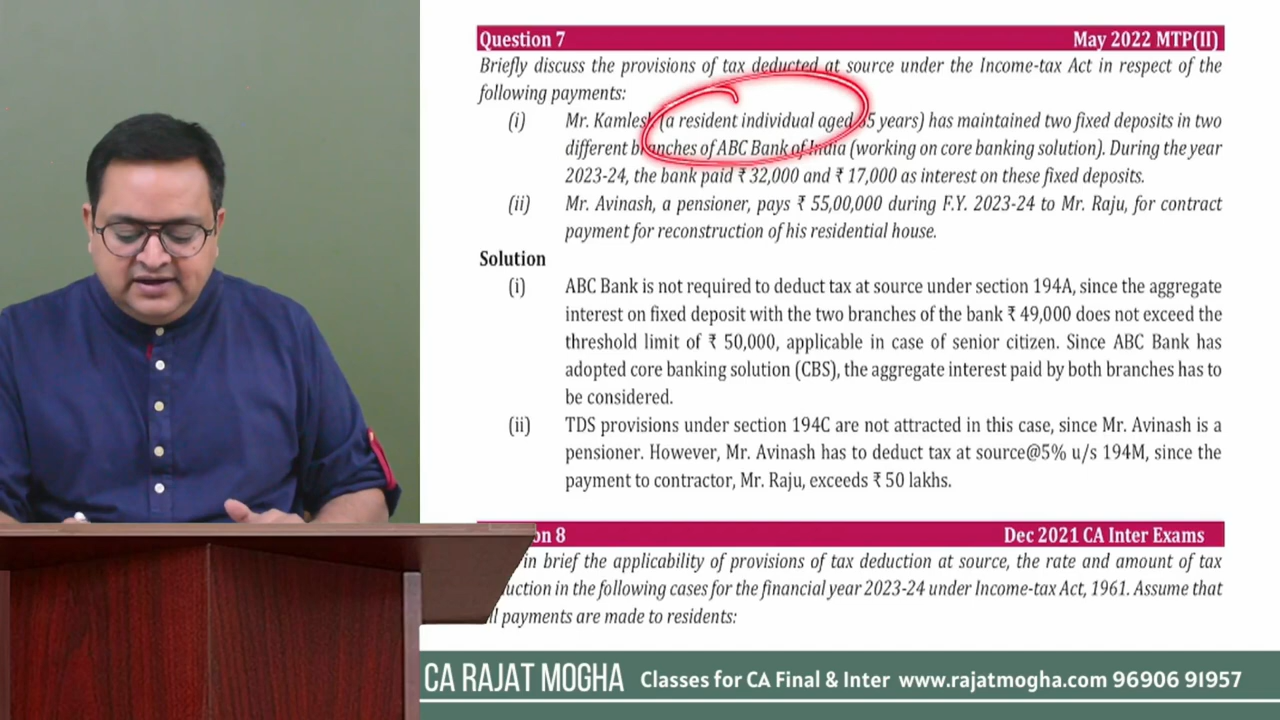 Question 7 May 2022 MTP(II)
Briefly discuss the provisions of tax deducted at source under the Income-tax Act in respect of the
following payments:
(i) Mr. Kamlesh (a resident individual aged 65 years) has maintained two fixed deposits in two
different branches of ABC Bank of India (working on core banking solution). During the year
2023-24, the bank paid ₹ 32,000 and ₹ 17,000 as interest on these fixed deposits.
(ii) Mr. Avinash, a pensioner, pays ₹ 55,00,000 during F.Y. 2023-24 to Mr. Raju, for contract
payment for reconstruction of his residential house.
Solution
(i) ABC Bank is not required to deduct tax at source under section 194A, since the aggregate
interest on fixed deposit with the two branches of the bank ₹ 49,000 does not exceed the
threshold limit of ₹ 50,000, applicable in case of senior citizen. Since ABC Bank has
adopted core banking solution (CBS), the aggregate interest paid by both branches has to
be considered.
(ii) TDS provisions under section 194C are not attracted in this case, since Mr. Avinash is a
pensioner. However, Mr. Avinash has to deduct tax at source@5% u/s 194M, since the
payment to contractor, Mr. Raju, exceeds ₹ 50 lakhs.
on 8 Dec 2021 CA Inter Exams
in brief the applicability of provisions of tax deduction at source, the rate and amount of tax
uction in the following cases for the financial year 2023-24 under Income-tax Act, 1961. Assume that
ll payments are made to residents:
CA RAJAT MOGHA Classes for CA Final & Inter www.rajatmogha.com 96906 91957